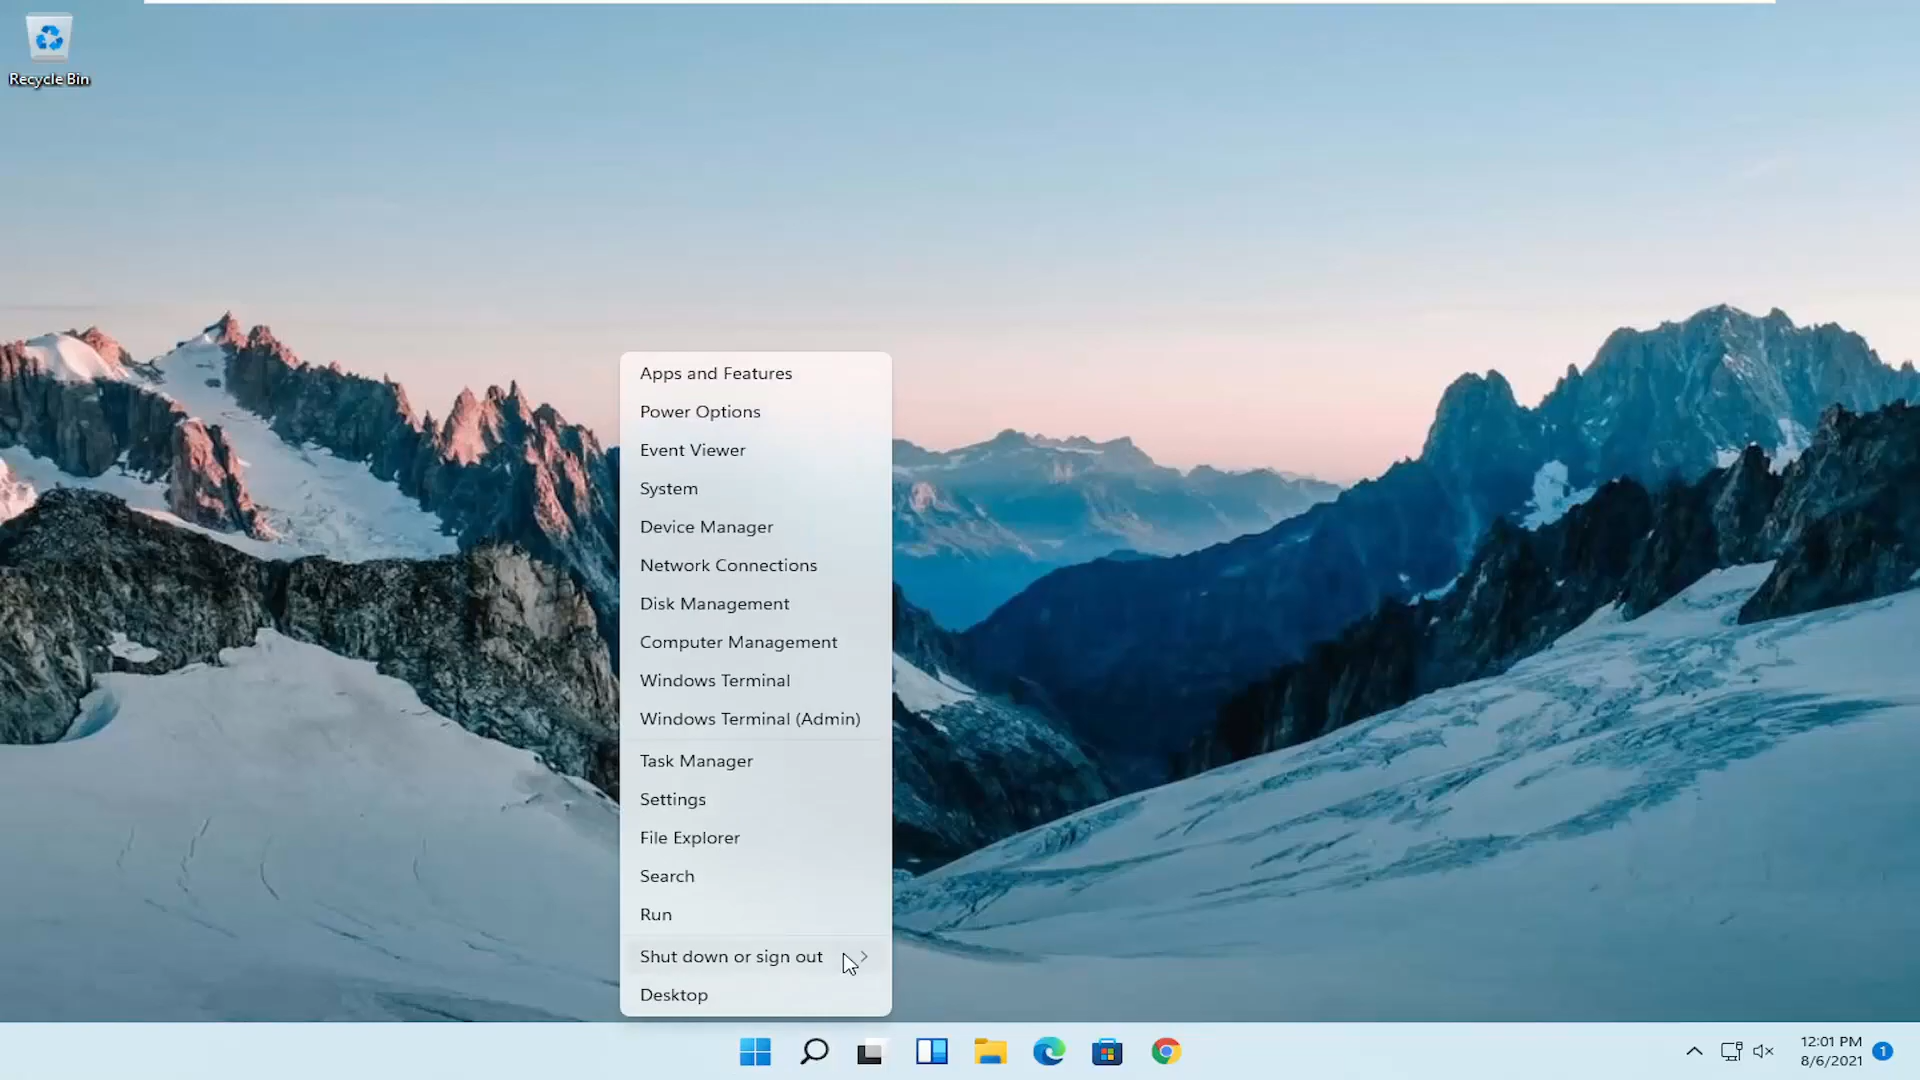 Recycle Bin
Apps and Features
Power Options
Event Viewer
System
Device Manager
Network Connections
Disk Management
Computer Management
Windows Terminal
Windows Terminal (Admin)
Task Manager
Settings
File Explorer
Search
Run
Shut down or sign out
Desktop
12:01 PM
8/6/2021
1